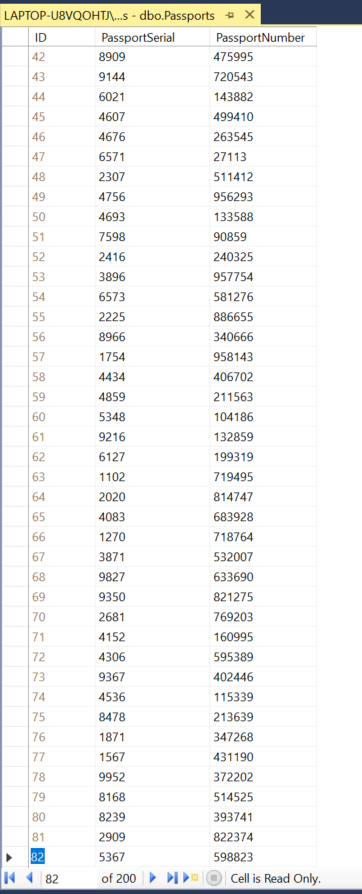 LAPTOP-U8VQOHTJ\...s - dbo.Passports
ID PassportSerial PassportNumber
42 8909 475995
43 9144 720543
44 6021 143882
45 4607 499410
46 4676 263545
47 6571 27113
48 2307 511412
49 4756 956293
50 4693 133588
51 7598 90859
52 2416 240325
53 3896 957754
54 6573 581276
55 2225 886655
56 8966 340666
57 1754 958143
58 4434 406702
59 4859 211563
60 5348 104186
61 9216 132859
62 6127 199319
63 1102 719495
64 2020 814747
65 4083 683928
66 1270 718764
67 3871 532007
68 9827 633690
69 9350 821275
70 2681 769203
71 4152 160995
72 4306 595389
73 9367 402446
74 4536 115339
75 8478 213639
76 1871 347268
77 1567 431190
78 9952 372202
79 8168 514525
80 8239 393741
81 2909 822374
82 5367 598823
82 of 200 Cell is Read Only.